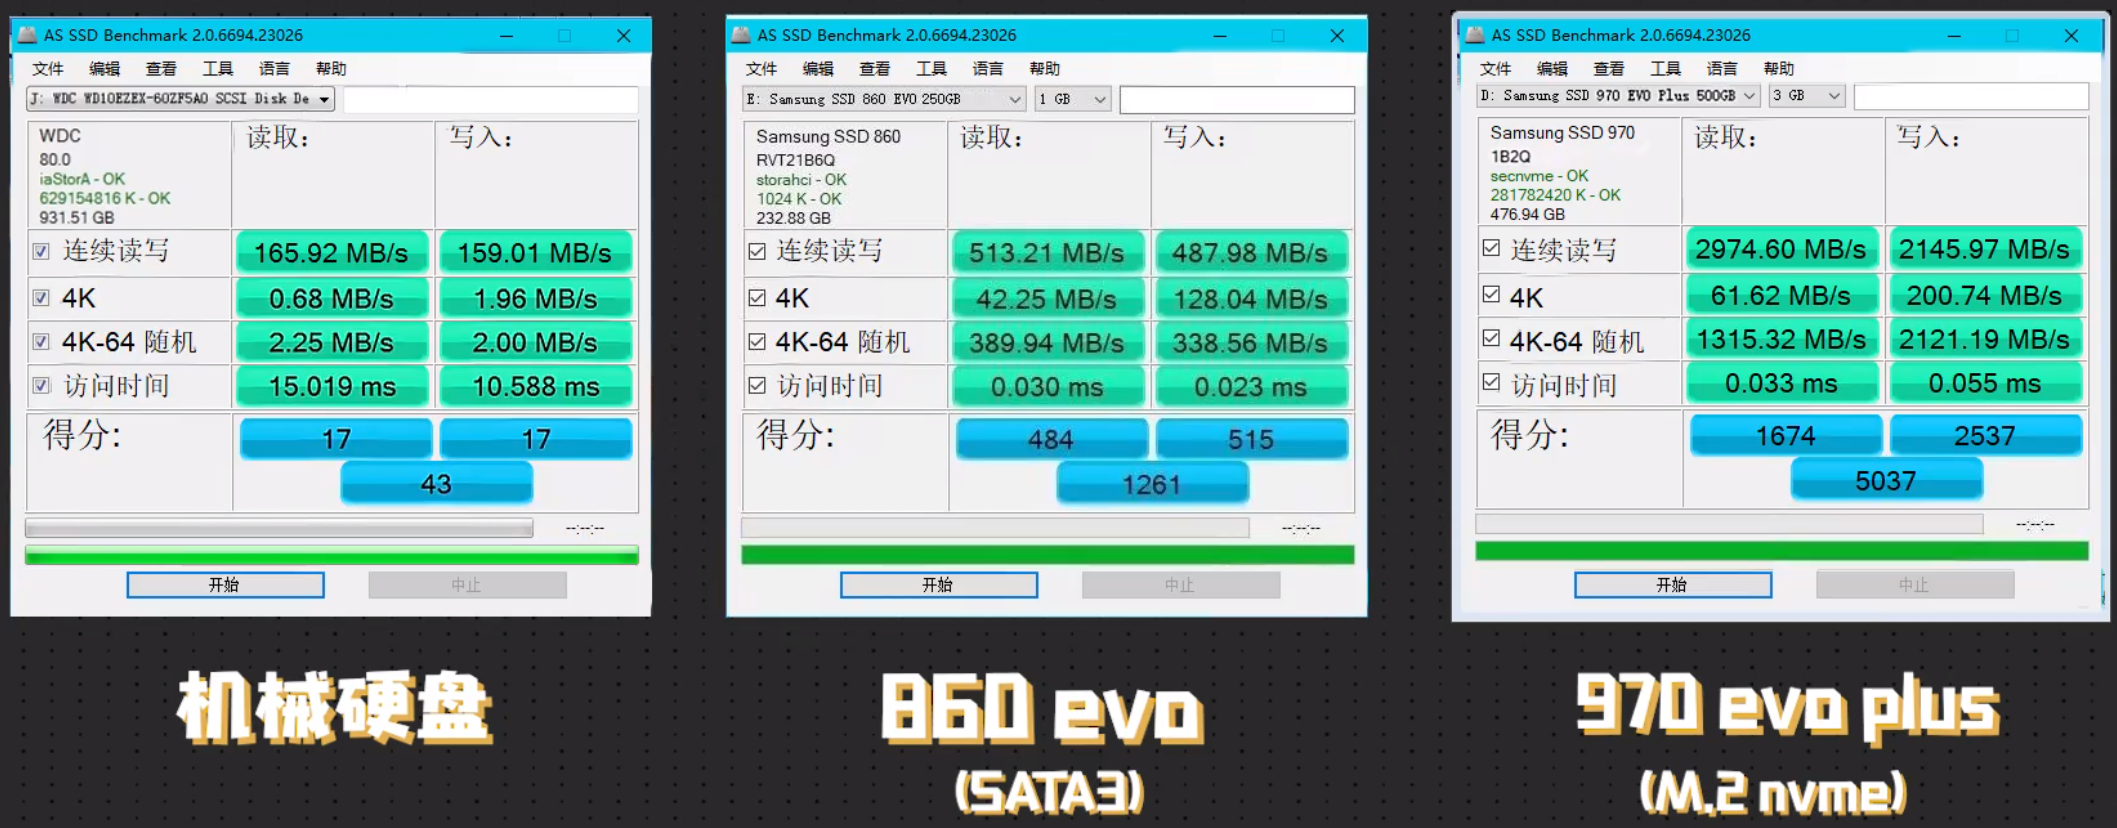 AS SSD Benchmark 2.0.6694.23026
文件 编辑 查看 工具 语言 帮助
J: WDC WD10EZEX-60ZF5A0 SCSI Disk De
WDC
80.0
iaStorA - OK
629154816 K - OK
931.51 GB
读取:
写入:
连续读写 165.92 MB/s 159.01 MB/s
4K 0.68 MB/s 1.96 MB/s
4K-64 随机 2.25 MB/s 2.00 MB/s
访问时间 15.019 ms 10.588 ms
得分: 17 17
43
--:--:--
开始 中止
机械硬盘
AS SSD Benchmark 2.0.6694.23026
文件 编辑 查看 工具 语言 帮助
E: Samsung SSD 860 EVO 250GB 1 GB
Samsung SSD 860
RVT21B6Q
storahci - OK
1024 K - OK
232.88 GB
读取:
写入:
连续读写 513.21 MB/s 487.98 MB/s
4K 42.25 MB/s 128.04 MB/s
4K-64 随机 389.94 MB/s 338.56 MB/s
访问时间 0.030 ms 0.023 ms
得分: 484 515
1261
--:--:--
开始 中止
860 evo
(SATA3)
AS SSD Benchmark 2.0.6694.23026
文件 编辑 查看 工具 语言 帮助
D: Samsung SSD 970 EVO Plus 500GB 3 GB
Samsung SSD 970
1B2Q
secnvme - OK
281782420 K - OK
476.94 GB
读取:
写入:
连续读写 2974.60 MB/s 2145.97 MB/s
4K 61.62 MB/s 200.74 MB/s
4K-64 随机 1315.32 MB/s 2121.19 MB/s
访问时间 0.033 ms 0.055 ms
得分: 1674 2537
5037
--:--:--
开始 中止
970 evo plus
(M.2 nvme)